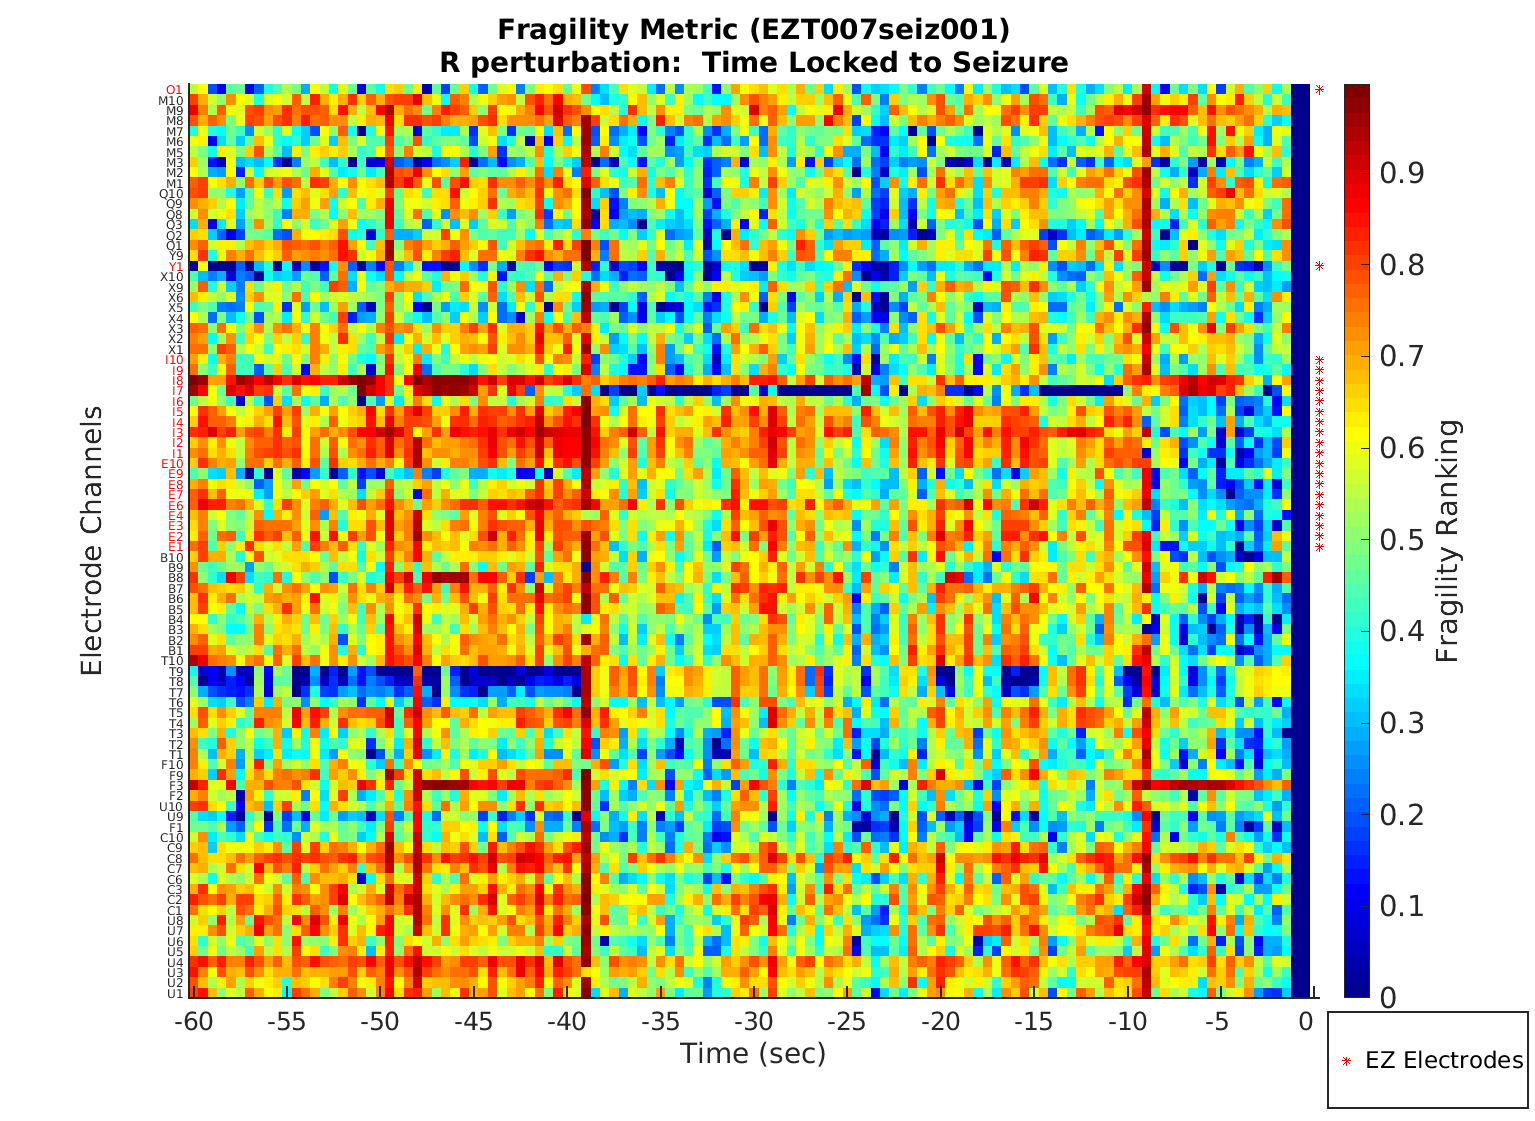 Fragility Metric (EZT007seiz001)
R perturbation:  Time Locked to Seizure
Electrode Channels
O1
M10
M9
M8
M7
M6
M5
M3
M2
M1
Q10
Q9
Q8
Q3
Q2
Q1
Y9
Y1
X10
X9
X6
X5
X4
X3
X2
X1
I10
I9
I8
I7
I6
I5
I4
I3
I2
I1
E10
E9
E8
E7
E6
E4
E3
E2
E1
B10
B9
B8
B7
B6
B5
B4
B3
B2
B1
T10
T9
T8
T7
T6
T5
T4
T3
T2
T1
F10
F9
F3
F2
U10
U9
F1
C10
C9
C8
C7
C6
C3
C2
C1
U8
U7
U6
U5
U4
U3
U2
U1
-60 -55 -50 -45 -40 -35 -30 -25 -20 -15 -10 -5 0
Time (sec)
0.9
0.8
0.7
0.6
0.5
0.4
0.3
0.2
0.1
0
Fragility Ranking
EZ Electrodes